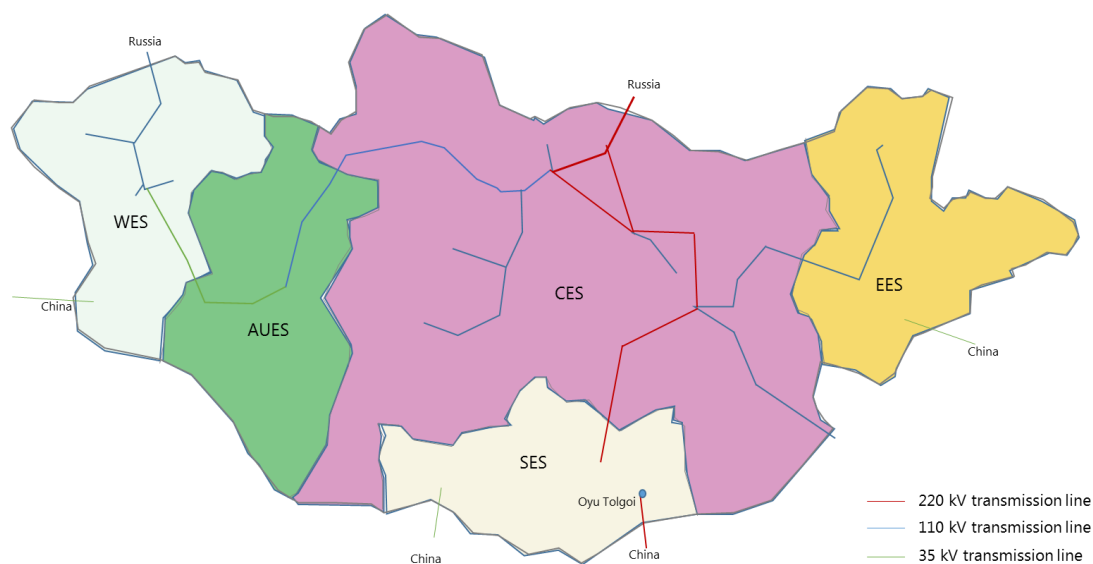 Russia
Russia
WES
China
AUES
CES
EES
China
SES
Oyu Tolgoi
China
China
220 kV transmission line
110 kV transmission line
35 kV transmission line